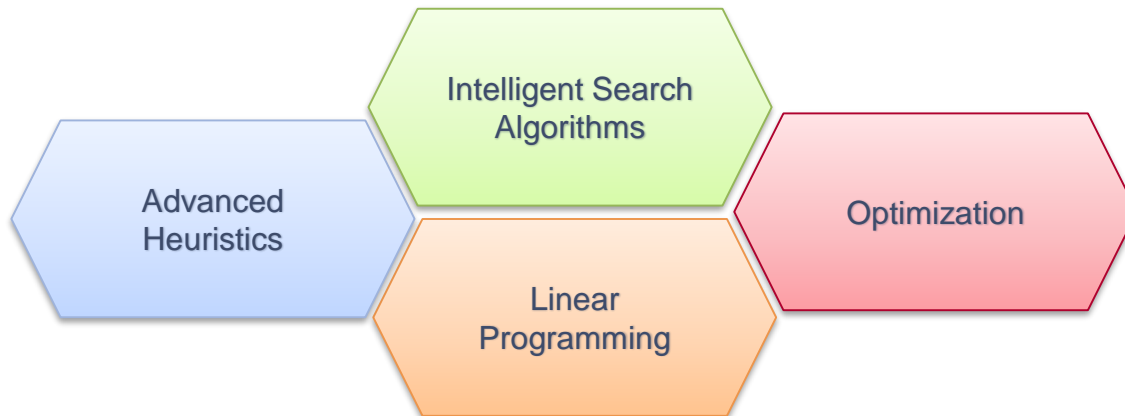 Intelligent Search
Algorithms
Advanced
Heuristics
Optimization
Linear
Programming